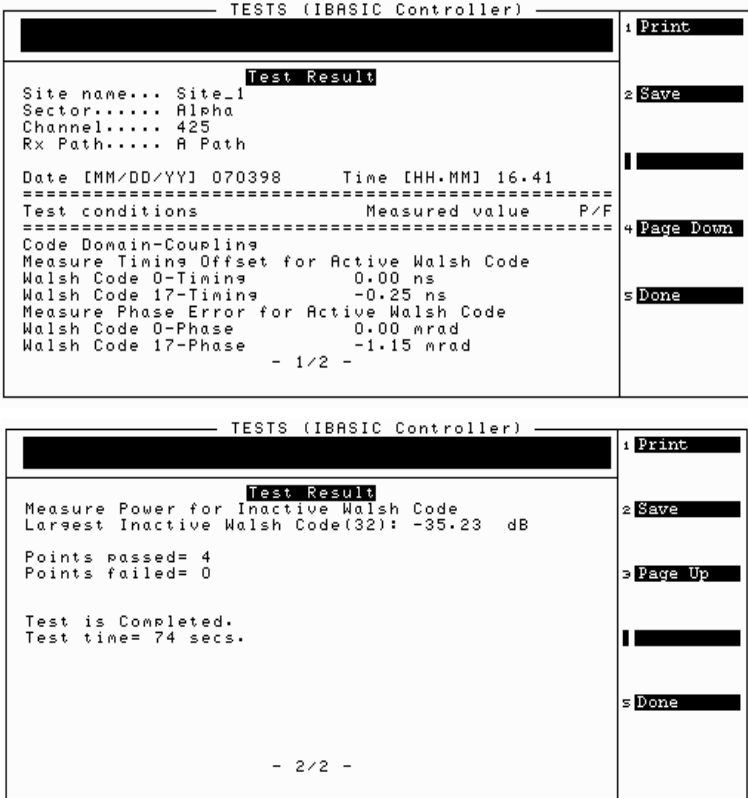 TESTS (IBASIC Controller)
1 Print
Test Result
Site name... Site_1
2 Save
Sector...... Alpha
Channel..... 425
Rx Path..... A Path
Date [MM/DD/YY] 070398 Time [HH.MM] 16.41
==================================================
Test conditions Measured value P/F
==================================================
4 Page Down
Code Domain-Coupling
Measure Timing Offset for Active Walsh Code
Walsh Code 0-Timing 0.00 ns
Walsh Code 17-Timing -0.25 ns
5 Done
Measure Phase Error for Active Walsh Code
Walsh Code 0-Phase 0.00 mrad
Walsh Code 17-Phase -1.15 mrad
- 1/2 -
TESTS (IBASIC Controller)
1 Print
Test Result
Measure Power for Inactive Walsh Code
2 Save
Largest Inactive Walsh Code(32): -35.23 dB
Points passed= 4
Points failed= 0
3 Page Up
Test is Completed.
Test time= 74 secs.
5 Done
- 2/2 -